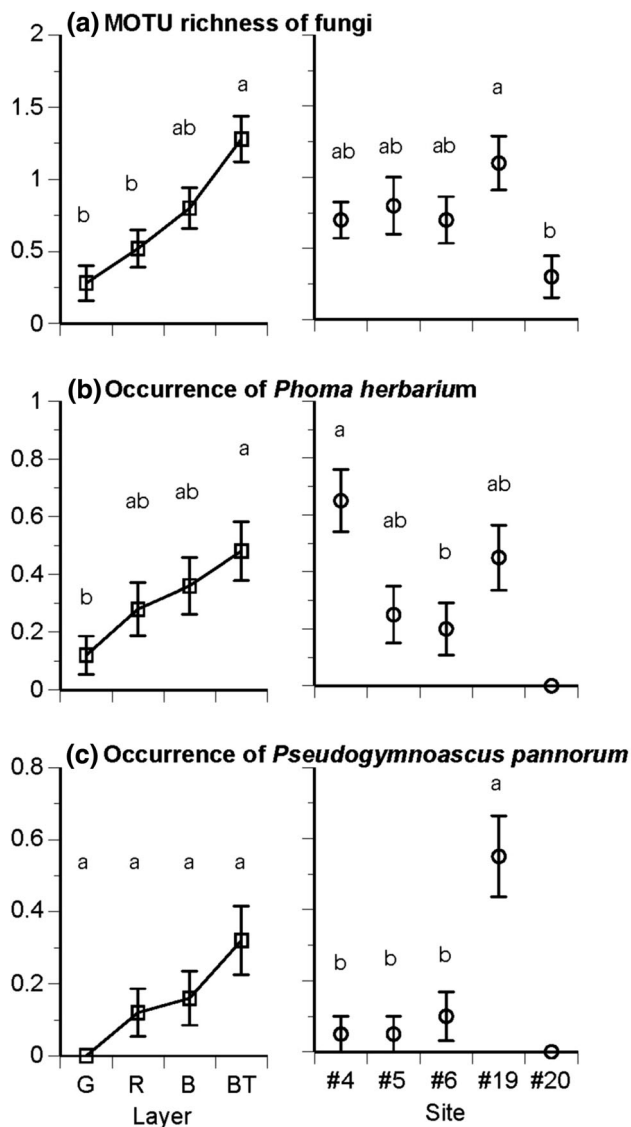 (a) MOTU richness of fungi
2
1.5
1
0.5
0
b b ab a
ab ab ab a b
(b) Occurrence of Phoma herbarium
1
0.8
0.6
0.4
0.2
0
b ab ab a
a ab b ab
(c) Occurrence of Pseudogymnoascus pannorum
0.8
0.6
0.4
0.2
0
a a a a
b b b a
G R B BT
Layer
#4 #5 #6 #19 #20
Site